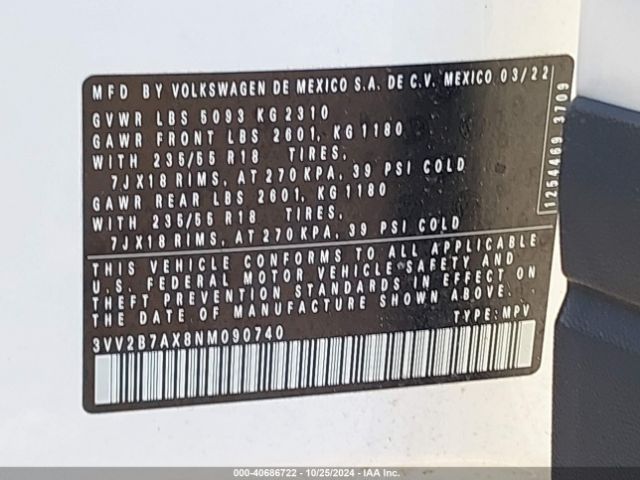 MFD BY VOLKSWAGEN DE MEXICO S.A. DE C.V. MEXICO 03/22
GVWR LBS 5093 KG 2310
GAWR FRONT LBS 2601, KG 1180
WITH 235/55 R18 TIRES,
7JX18 RIMS, AT 270 KPA, 39 PSI COLD
GAWR REAR LBS 2601, KG 1180
WITH 235/55 R18 TIRES,
7JX18 RIMS, AT 270 KPA, 39 PSI COLD
THIS VEHICLE CONFORMS TO ALL APPLICABLE
U.S. FEDERAL MOTOR VEHICLE SAFETY AND
THEFT PREVENTION STANDARDS IN EFFECT ON
THE DATE OF MANUFACTURE SHOWN ABOVE.
3VV2B7AX8NM090740 TYPE: MPV
1254469 3709
000-40686722 - 10/25/2024 - IAAI.COM